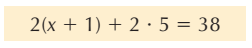 2(x + 1) + 2 · 5 = 38